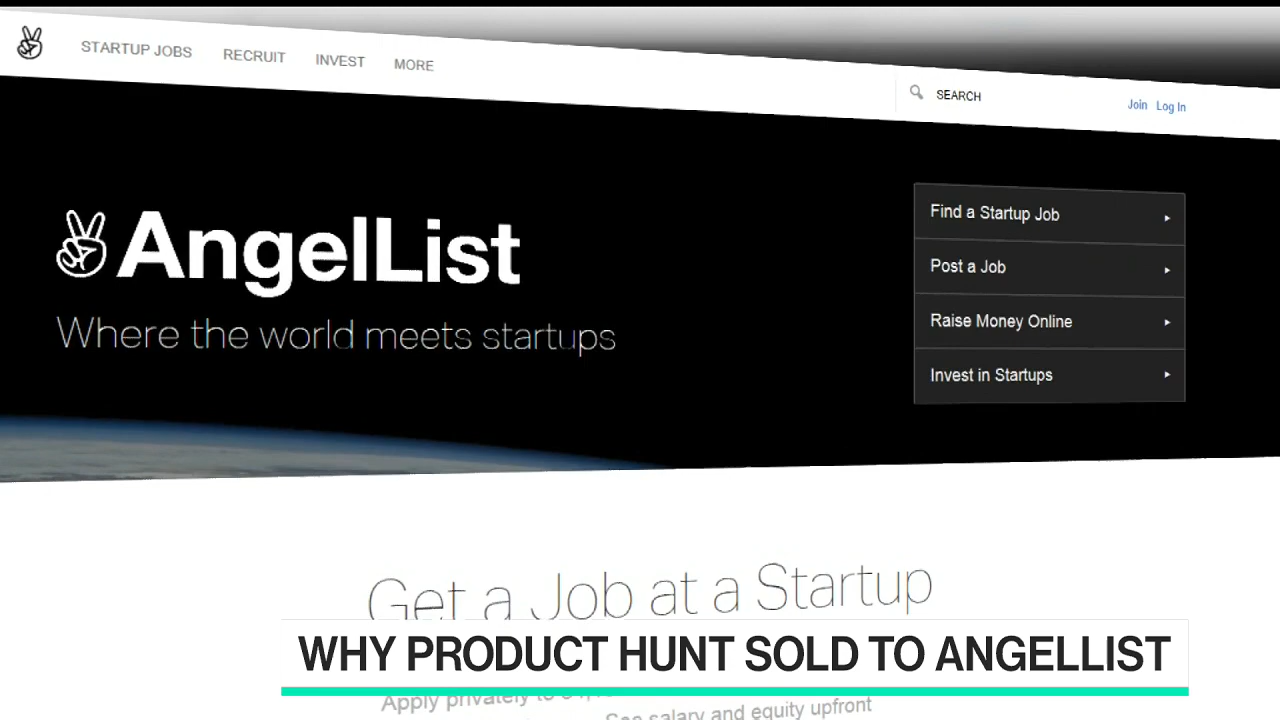 STARTUP JOBS RECRUIT INVEST MORE
SEARCH
Join Log In
AngelList
Where the world meets startups
Find a Startup Job
Post a Job
Raise Money Online
Invest in Startups
Get a Job at a Startup
WHY PRODUCT HUNT SOLD TO ANGELLIST
Apply privately to
See salary and equity upfront